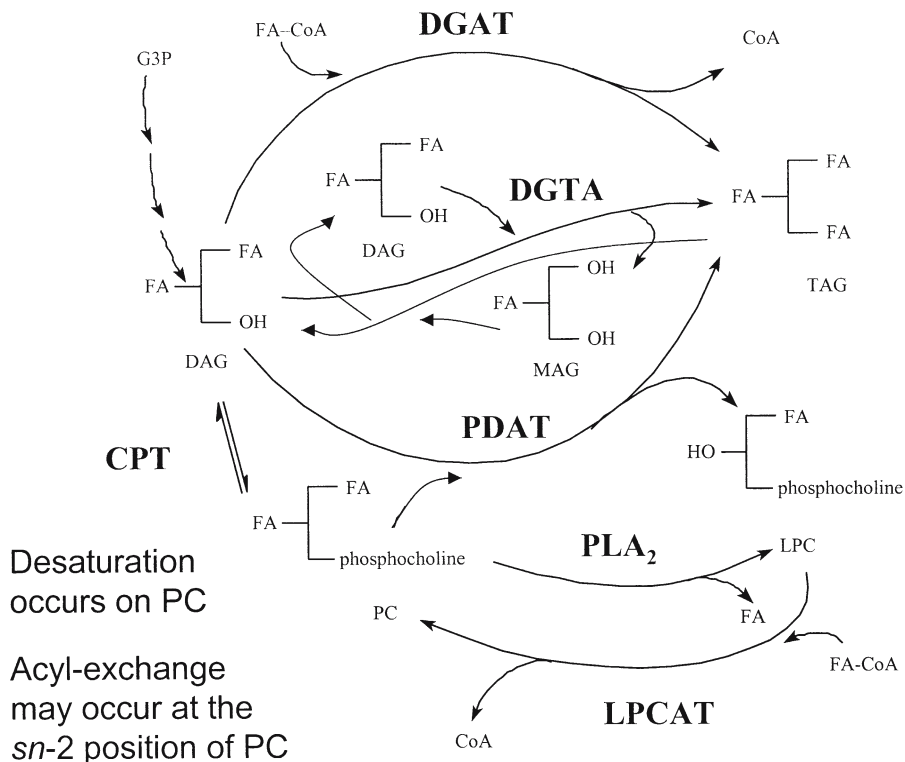 DGAT
FA--CoA
CoA
G3P
FA
FA
OH
DAG
DGTA
FA
FA
FA
TAG
FA
FA
OH
DAG
OH
FA
OH
MAG
PDAT
CPT
FA
HO
phosphocholine
FA
FA
phosphocholine
PLA2
LPC
FA
Desaturation
occurs on PC
PC
FA-CoA
Acyl-exchange
may occur at the
sn-2 position of PC
LPCAT
CoA